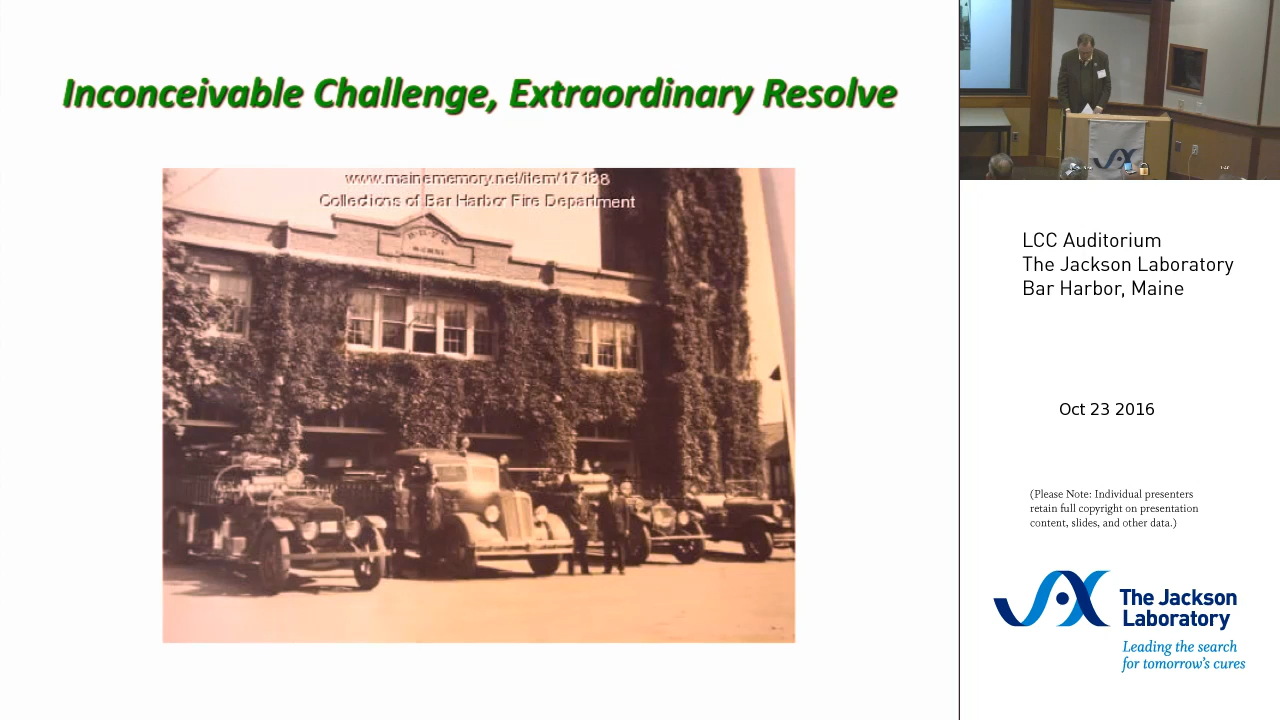 Inconceivable Challenge, Extraordinary Resolve
www.mainememory.net/item/17188
Collections of Bar Harbor Fire Department
LCC Auditorium
The Jackson Laboratory
Bar Harbor, Maine
Oct 23 2016
(Please Note: Individual presenters
retain full copyright on presentation
content, slides, and other data.)
The Jackson
Laboratory
Leading the search
for tomorrow's cures